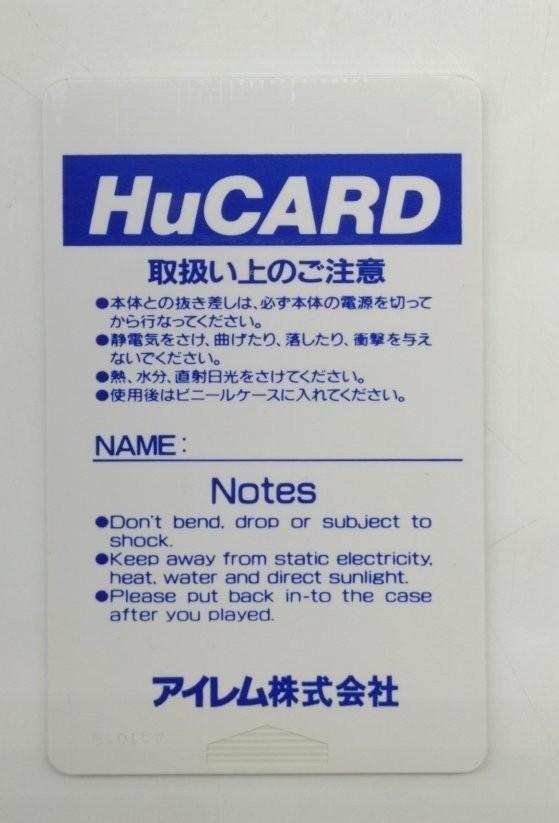 HuCARD
取扱い上のご注意
●本体との抜き差しは、必ず本体の電源を切って
から行なってください。
●静電気をさけ、曲げたり、落したり、衝撃を与え
ないでください。
●熱、水分、直射日光をさけてください。
●使用後はビニールケースに入れてください。
NAME:
Notes
●Don't bend, drop or subject to
shock.
●Keep away from static electricity,
heat, water and direct sunlight.
●Please put back in-to the case
after you played.
アイレム株式会社